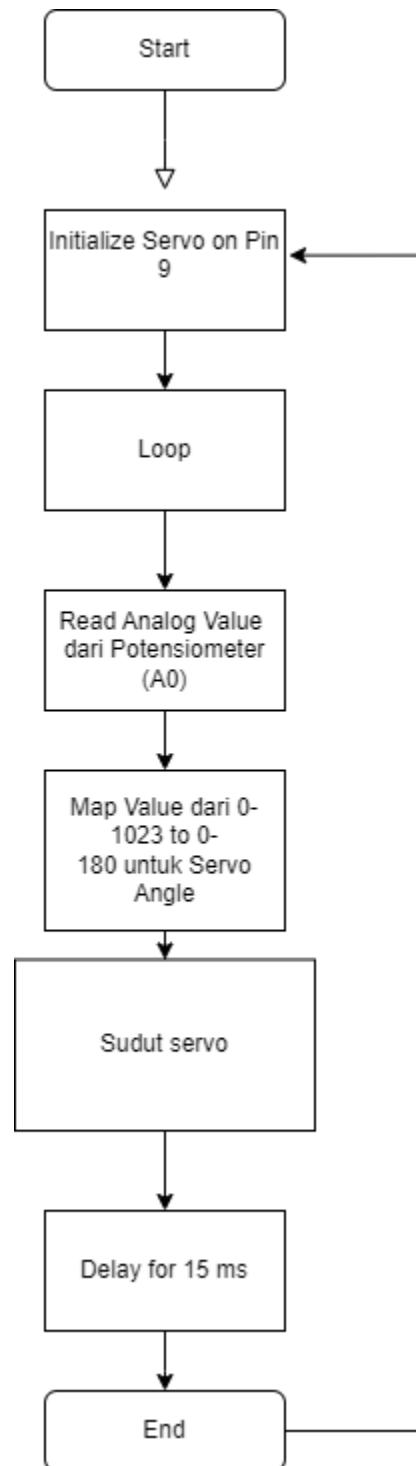 Start
Initialize Servo on Pin
9
Loop
Read Analog Value
dari Potensiometer
(A0)
Map Value dari 0-
1023 to 0-
180 untuk Servo
Angle
Sudut servo
Delay for 15 ms
End